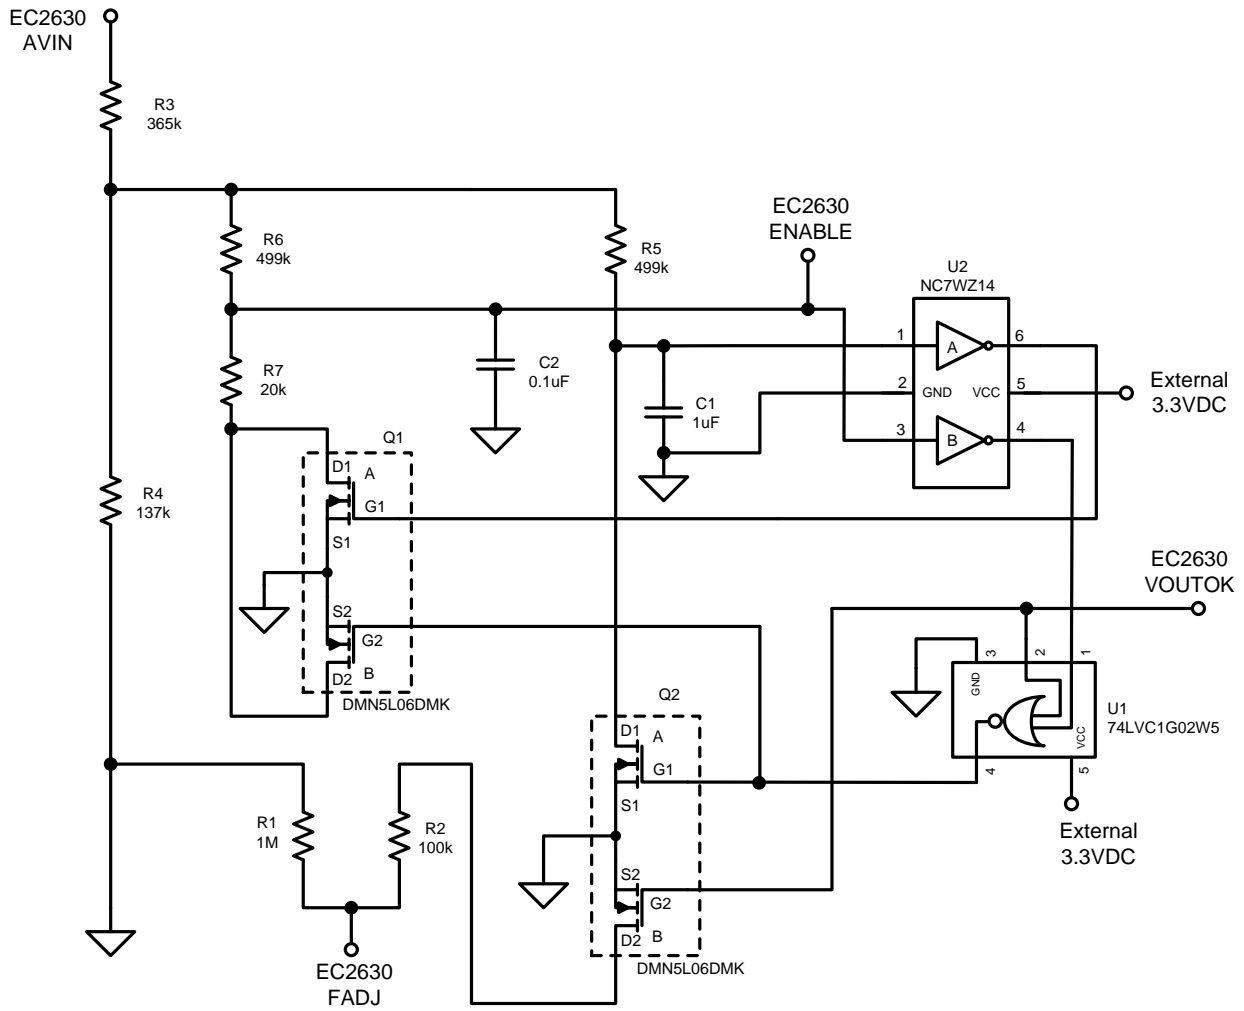 EC2630
AVIN
R3
365k
R6
499k
R5
499k
EC2630
ENABLE
U2
NC7WZ14
1
A
6
2
GND
VCC
5
External
3.3VDC
3
B
4
C2
0.1uF
C1
1uF
R7
20k
R4
137k
Q1
D1
A
G1
S1
S2
G2
D2
B
DMN5L06DMK
EC2630
VOUTOK
3
2
1
GND
VCC
U1
74LVC1G02W5
4
5
External
3.3VDC
Q2
D1
A
G1
S1
S2
G2
D2
B
DMN5L06DMK
R1
1M
R2
100k
EC2630
FADJ